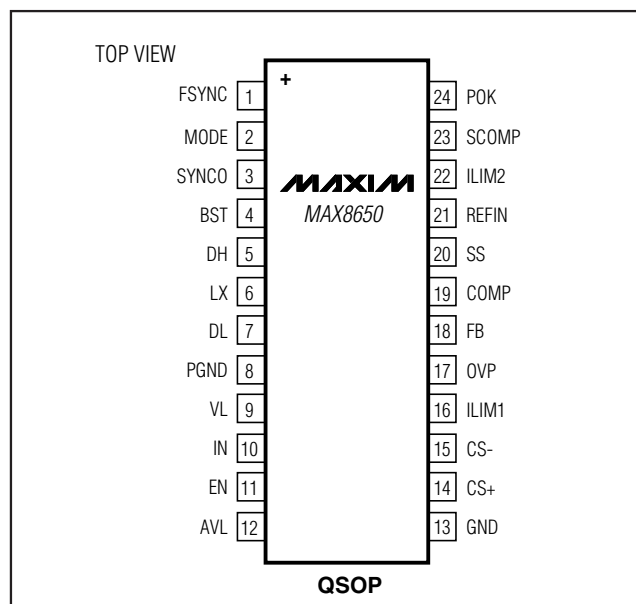 TOP VIEW
FSYNC 1 + 24 POK
MODE 2 23 SCOMP
SYNCO 3 MAXIM 22 ILIM2
BST 4 MAX8650 21 REFIN
DH 5 20 SS
LX 6 19 COMP
DL 7 18 FB
PGND 8 17 OVP
VL 9 16 ILIM1
IN 10 15 CS-
EN 11 14 CS+
AVL 12 13 GND
QSOP